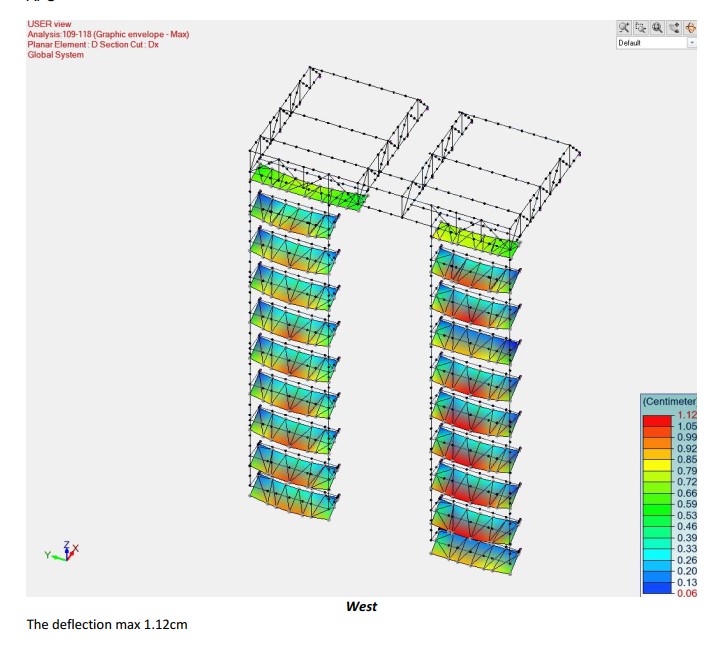 USER view
Analysis:109-118 (Graphic envelope - Max)
Planar Element : D Section Cut : Dx
Global System
Default
(Centimeter
1.12
1.05
0.99
0.92
0.85
0.79
0.72
0.66
0.59
0.53
0.46
0.39
0.33
0.26
0.20
0.13
0.06
Z
Y X
West
The deflection max 1.12cm